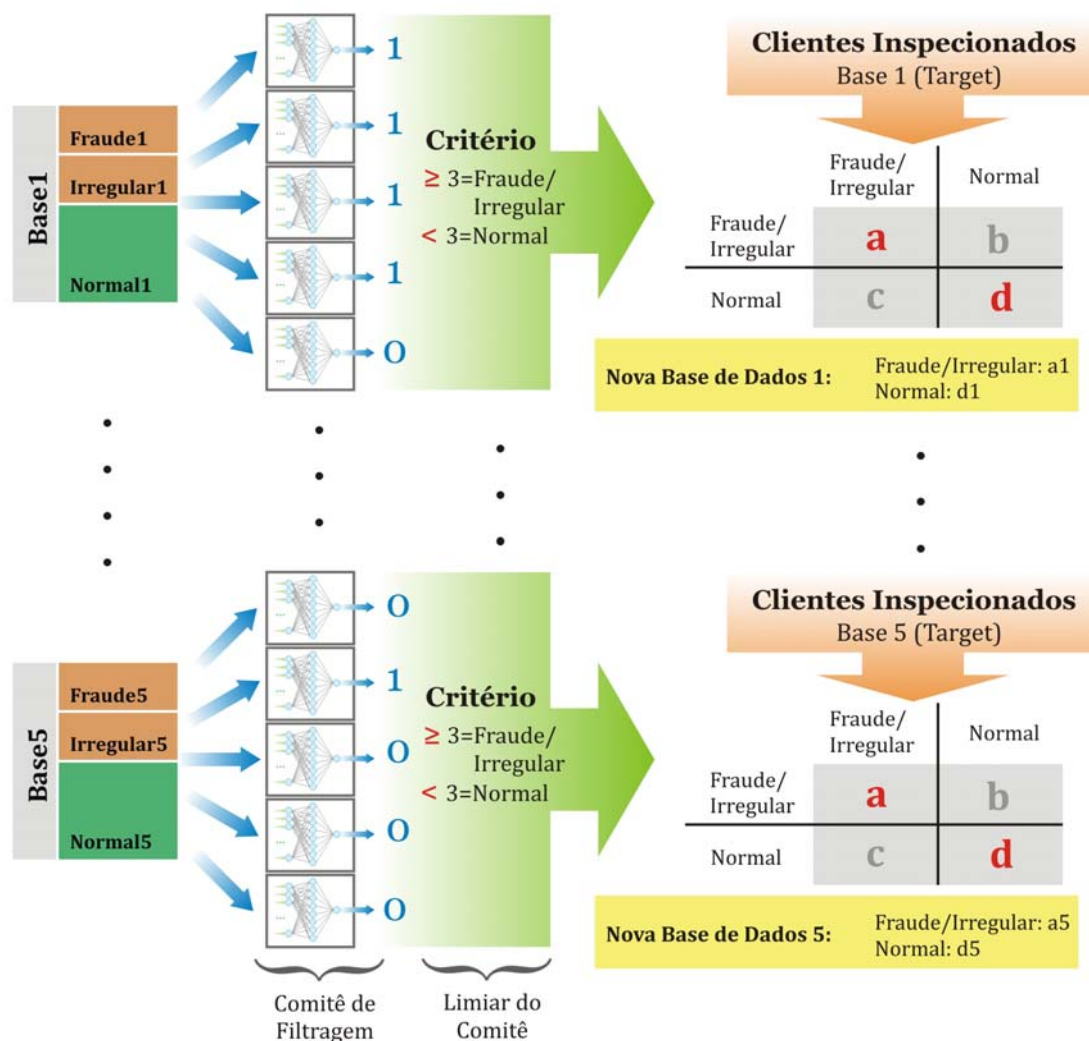 Base1
Fraude1
Irregular1
Normal1
1
1
1
1
0
Critério
≥ 3=Fraude/
Irregular
< 3=Normal
Clientes Inspecionados
Base 1 (Target)
Fraude/
Irregular
Normal
Fraude/
Irregular
a
b
Normal
c
d
Nova Base de Dados 1:
Fraude/Irregular: a1
Normal: d1
Base5
Fraude5
Irregular5
Normal5
0
1
0
0
0
Critério
≥ 3=Fraude/
Irregular
< 3=Normal
Clientes Inspecionados
Base 5 (Target)
Fraude/
Irregular
Normal
Fraude/
Irregular
a
b
Normal
c
d
Nova Base de Dados 5:
Fraude/Irregular: a5
Normal: d5
Comitê de
Filtragem
Limiar do
Comitê